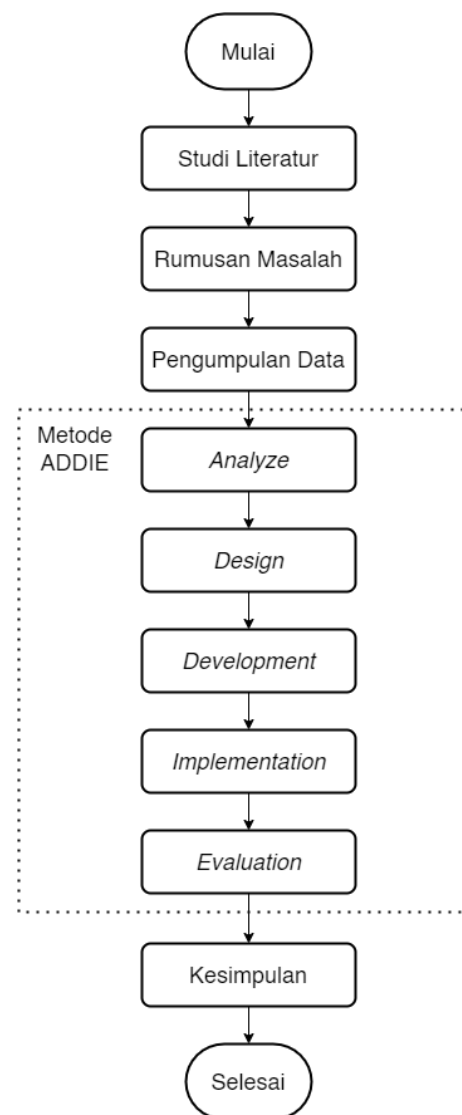 Mulai
Studi Literatur
Rumusan Masalah
Pengumpulan Data
Metode
ADDIE
Analyze
Design
Development
Implementation
Evaluation
Kesimpulan
Selesai